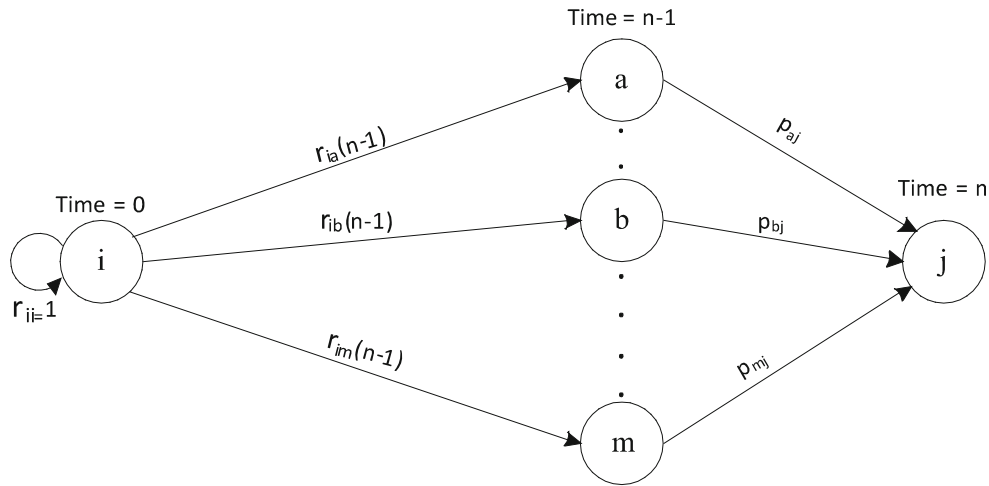 Time = n-1
a
r_ia(n-1)
p_aj
Time = 0
Time = n
r_ib(n-1)
b
p_bj
i
j
r_ii=1
r_im(n-1)
p_mj
m